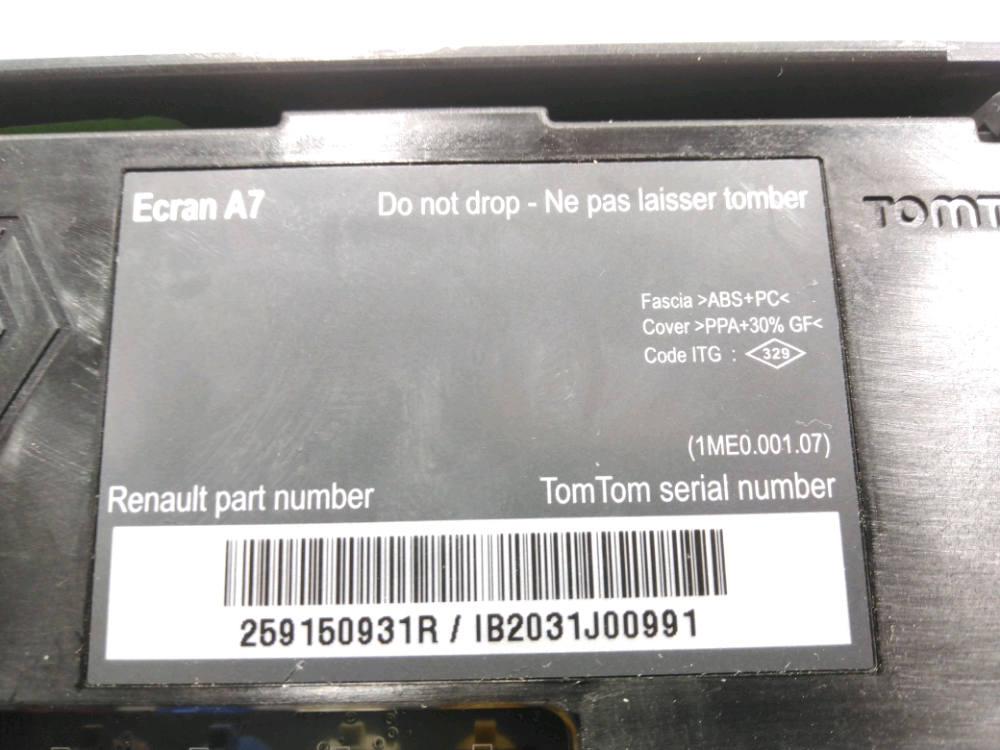 Ecran A7 Do not drop - Ne pas laisser tomber
TOMT
Fascia >ABS+PC<
Cover >PPA+30% GF<
Code ITG : 329
(1ME0.001.07)
Renault part number TomTom serial number
259150931R / IB2031J00991